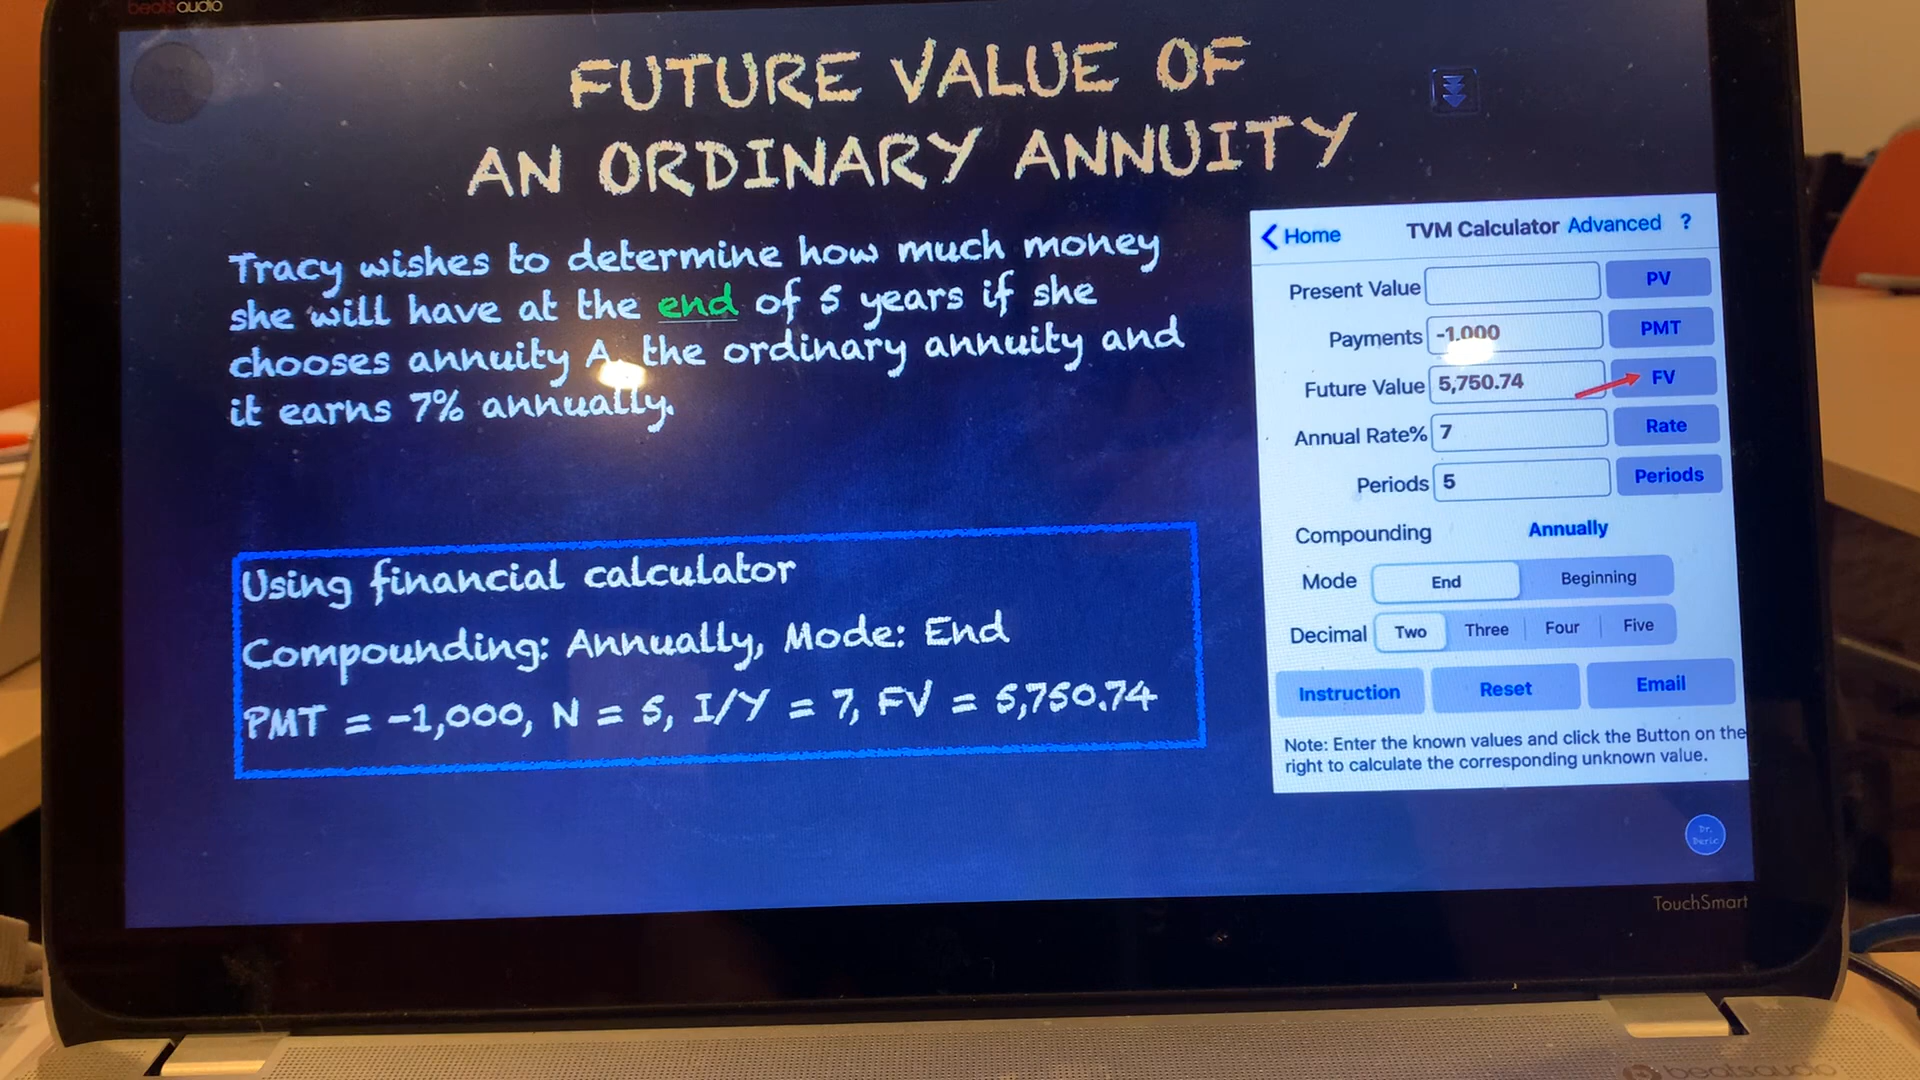 beatsaudio
FUTURE VALUE OF
AN ORDINARY ANNUITY
Tracy wishes to determine how much money
she will have at the end of 5 years if she
chooses annuity A, the ordinary annuity and
it earns 7% annually.
Using financial calculator
Compounding: Annually, Mode: End
PMT = -1,000, N = 5, I/Y = 7, FV = 5,750.74
Home TVM Calculator Advanced ?
Present Value PV
Payments -1,000 PMT
Future Value 5,750.74 FV
Annual Rate% 7 Rate
Periods 5 Periods
Compounding Annually
Mode End Beginning
Decimal Two Three Four Five
Instruction Reset Email
Note: Enter the known values and click the Button on the
right to calculate the corresponding unknown value.
Dr.
Deric
TouchSmart
beatsaudio